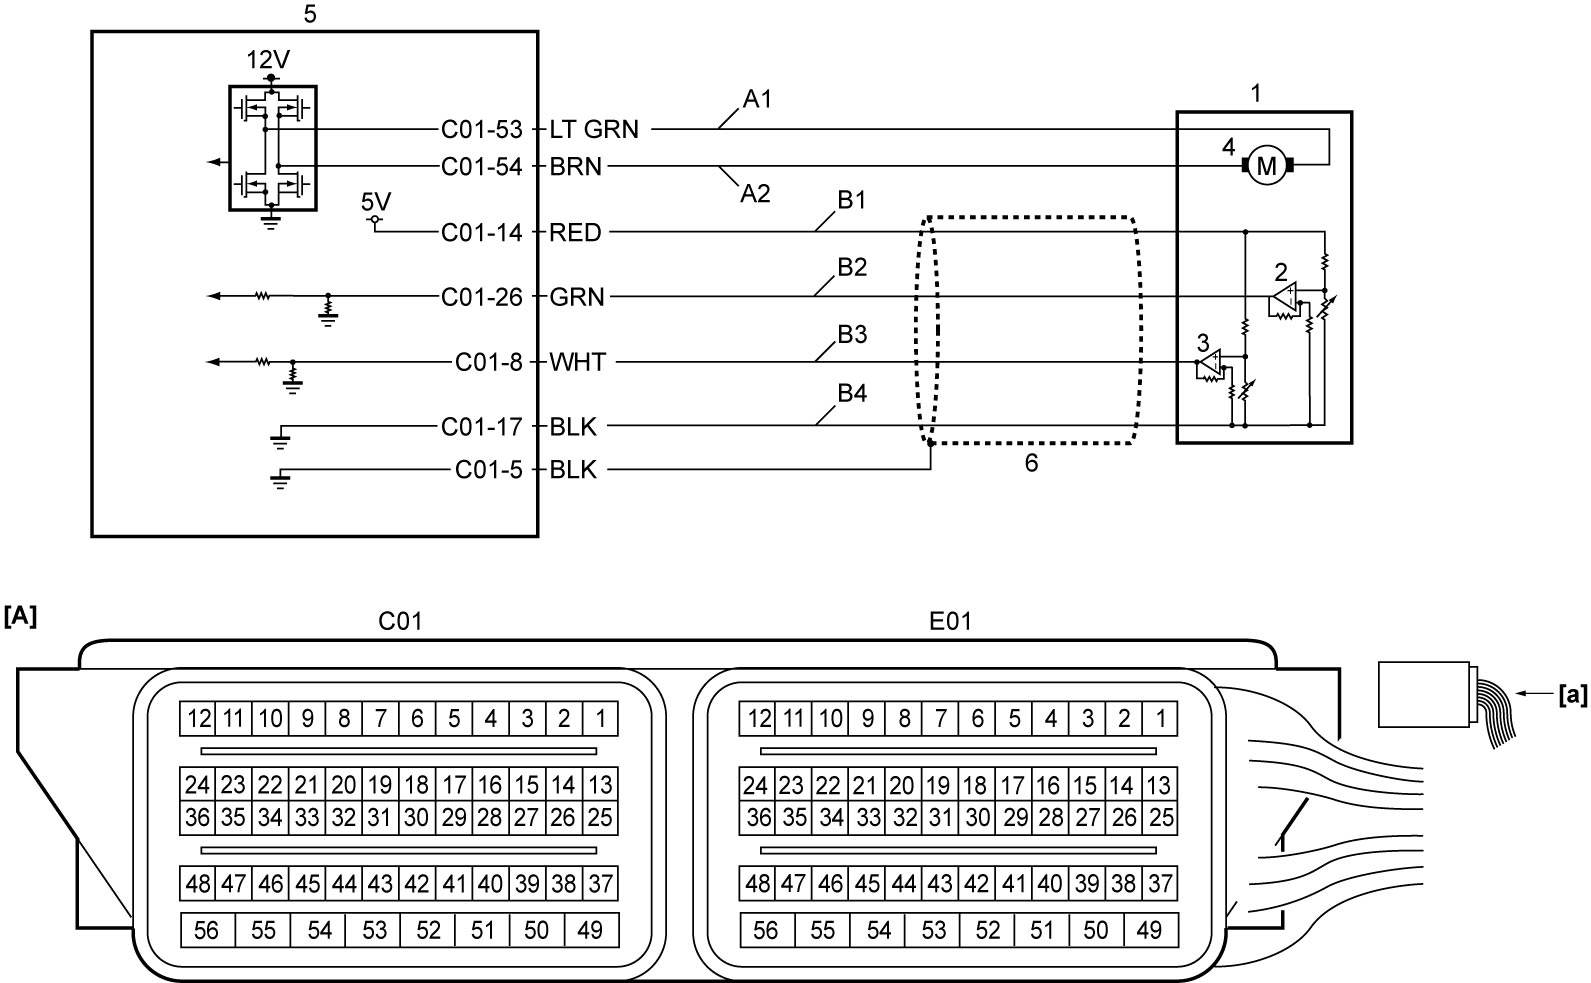 5
12V
1
A1
C01-53 LT GRN
4
M
C01-54 BRN
A2
5V
B1
C01-14 RED
2
B2
+
-
C01-26 GRN
B3
3
+
-
C01-8 WHT
B4
C01-17 BLK
6
C01-5 BLK
[A]
C01 E01
[a]
12 11 10 9 8 7 6 5 4 3 2 1
12 11 10 9 8 7 6 5 4 3 2 1
24 23 22 21 20 19 18 17 16 15 14 13
24 23 22 21 20 19 18 17 16 15 14 13
36 35 34 33 32 31 30 29 28 27 26 25
36 35 34 33 32 31 30 29 28 27 26 25
48 47 46 45 44 43 42 41 40 39 38 37
48 47 46 45 44 43 42 41 40 39 38 37
56 55 54 53 52 51 50 49
56 55 54 53 52 51 50 49